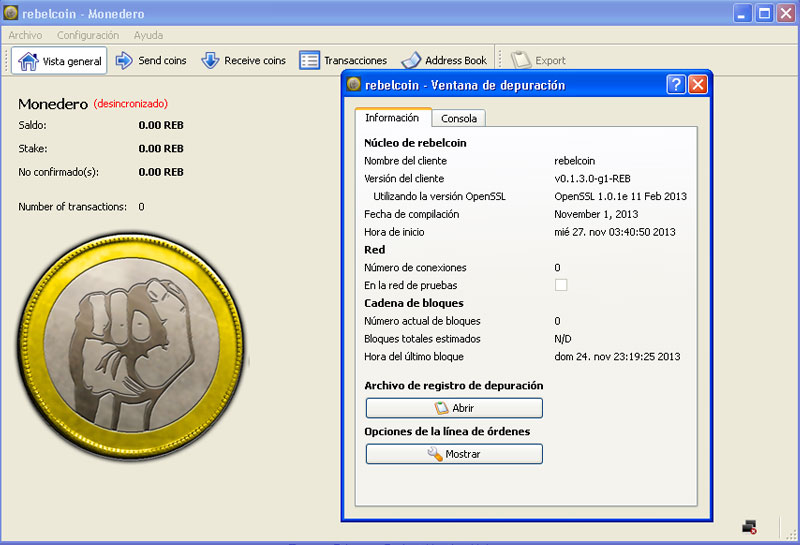 rebelcoin - Monedero
Archivo Configuración Ayuda
Vista general Send coins Receive coins Transacciones Address Book Export
Monedero (desincronizado)
Saldo: 0.00 REB
Stake: 0.00 REB
No confirmado(s): 0.00 REB
Number of transactions: 0
rebelcoin - Ventana de depuración
Información Consola
Núcleo de rebelcoin
Nombre del cliente rebelcoin
Versión del cliente v0.1.3.0-g1-REB
Utilizando la versión OpenSSL OpenSSL 1.0.1e 11 Feb 2013
Fecha de compilación November 1, 2013
Hora de inicio mié 27. nov 03:40:50 2013
Red
Número de conexiones 0
En la red de pruebas
Cadena de bloques
Número actual de bloques 0
Bloques totales estimados N/D
Hora del último bloque dom 24. nov 23:19:25 2013
Archivo de registro de depuración
Abrir
Opciones de la línea de órdenes
Mostrar